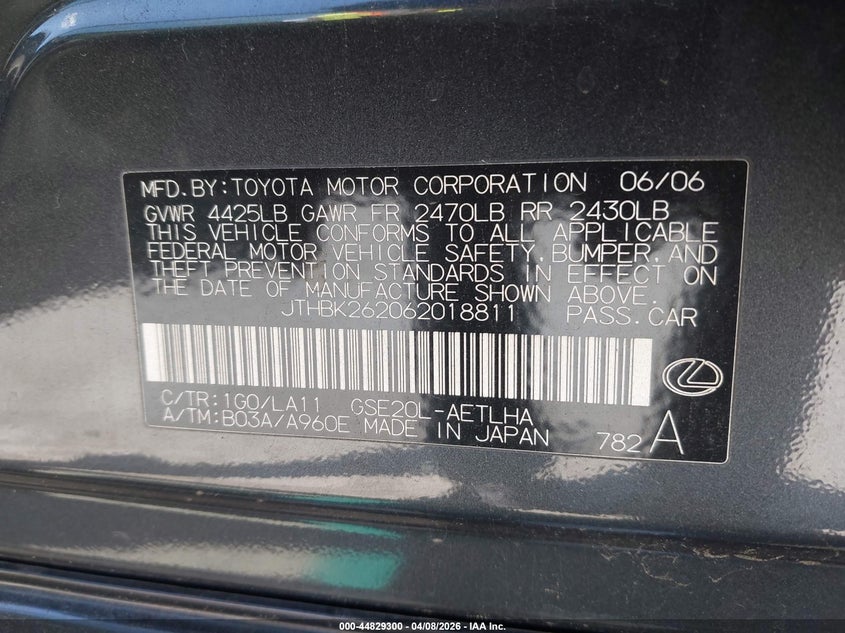 MFD.BY:TOYOTA MOTOR CORPORATION 06/06
GVWR 4425LB GAWR FR 2470LB RR 2430LB
THIS VEHICLE CONFORMS TO ALL APPLICABLE
FEDERAL MOTOR VEHICLE SAFETY,BUMPER,AND
THEFT PREVENTION STANDARDS IN EFFECT ON
THE DATE OF MANUFACTURE SHOWN ABOVE.
JTHBK262062018811 PASS.CAR
C/TR:1G0/LA11 GSE20L-AETLHA
A/TM:B03A/A960E MADE IN JAPAN 782A
000-44829300 | 04/08/2026 - IAA Inc.